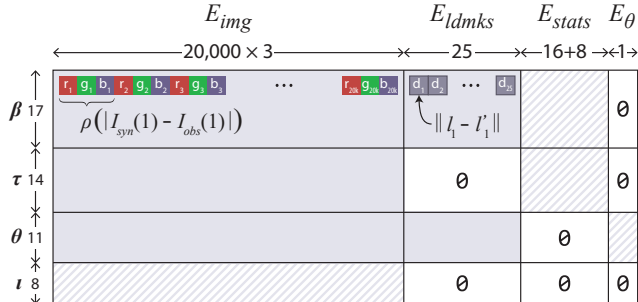 E_img E_ldmks E_stats E_θ
20,000 × 3 25 16+8 1
r₁ g₁ b₁ r₂ g₂ b₂ r₃ g₃ b₃ ... r₂₀ₖ g₂₀ₖ b₂₀ₖ d₁ d₂ ... d₂₅
β 17 ρ(|I_syn(1) − I_obs(1)|) ‖ l₁ − l'₁ ‖ 0
τ 14 0 0
θ 11 0
ι 8 0 0 0